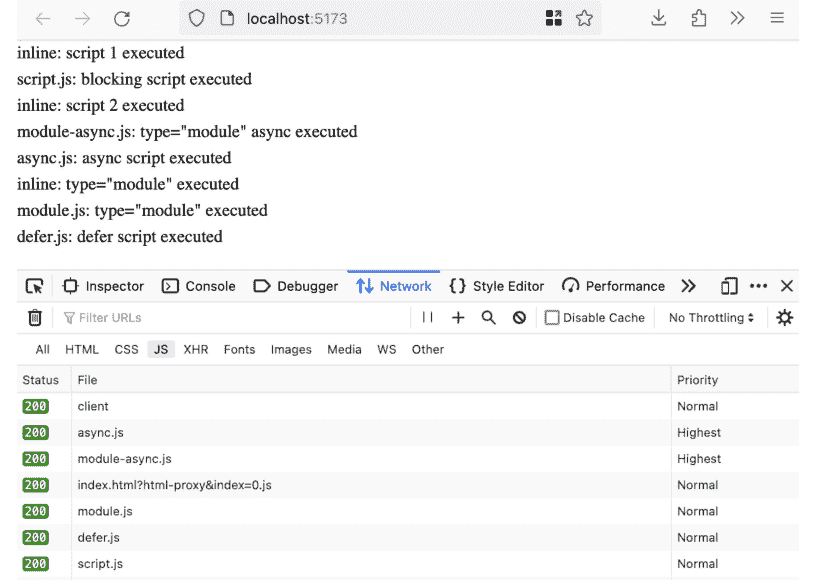 localhost:5173
inline: script 1 executed
script.js: blocking script executed
inline: script 2 executed
module-async.js: type="module" async executed
async.js: async script executed
inline: type="module" executed
module.js: type="module" executed
defer.js: defer script executed
Inspector Console Debugger Network {} Style Editor Performance
Filter URLs Disable Cache No Throttling
All HTML CSS JS XHR Fonts Images Media WS Other
Status File Priority
200 client Normal
200 async.js Highest
200 module-async.js Highest
200 index.html?html-proxy&index=0.js Normal
200 module.js Normal
200 defer.js Normal
200 script.js Normal